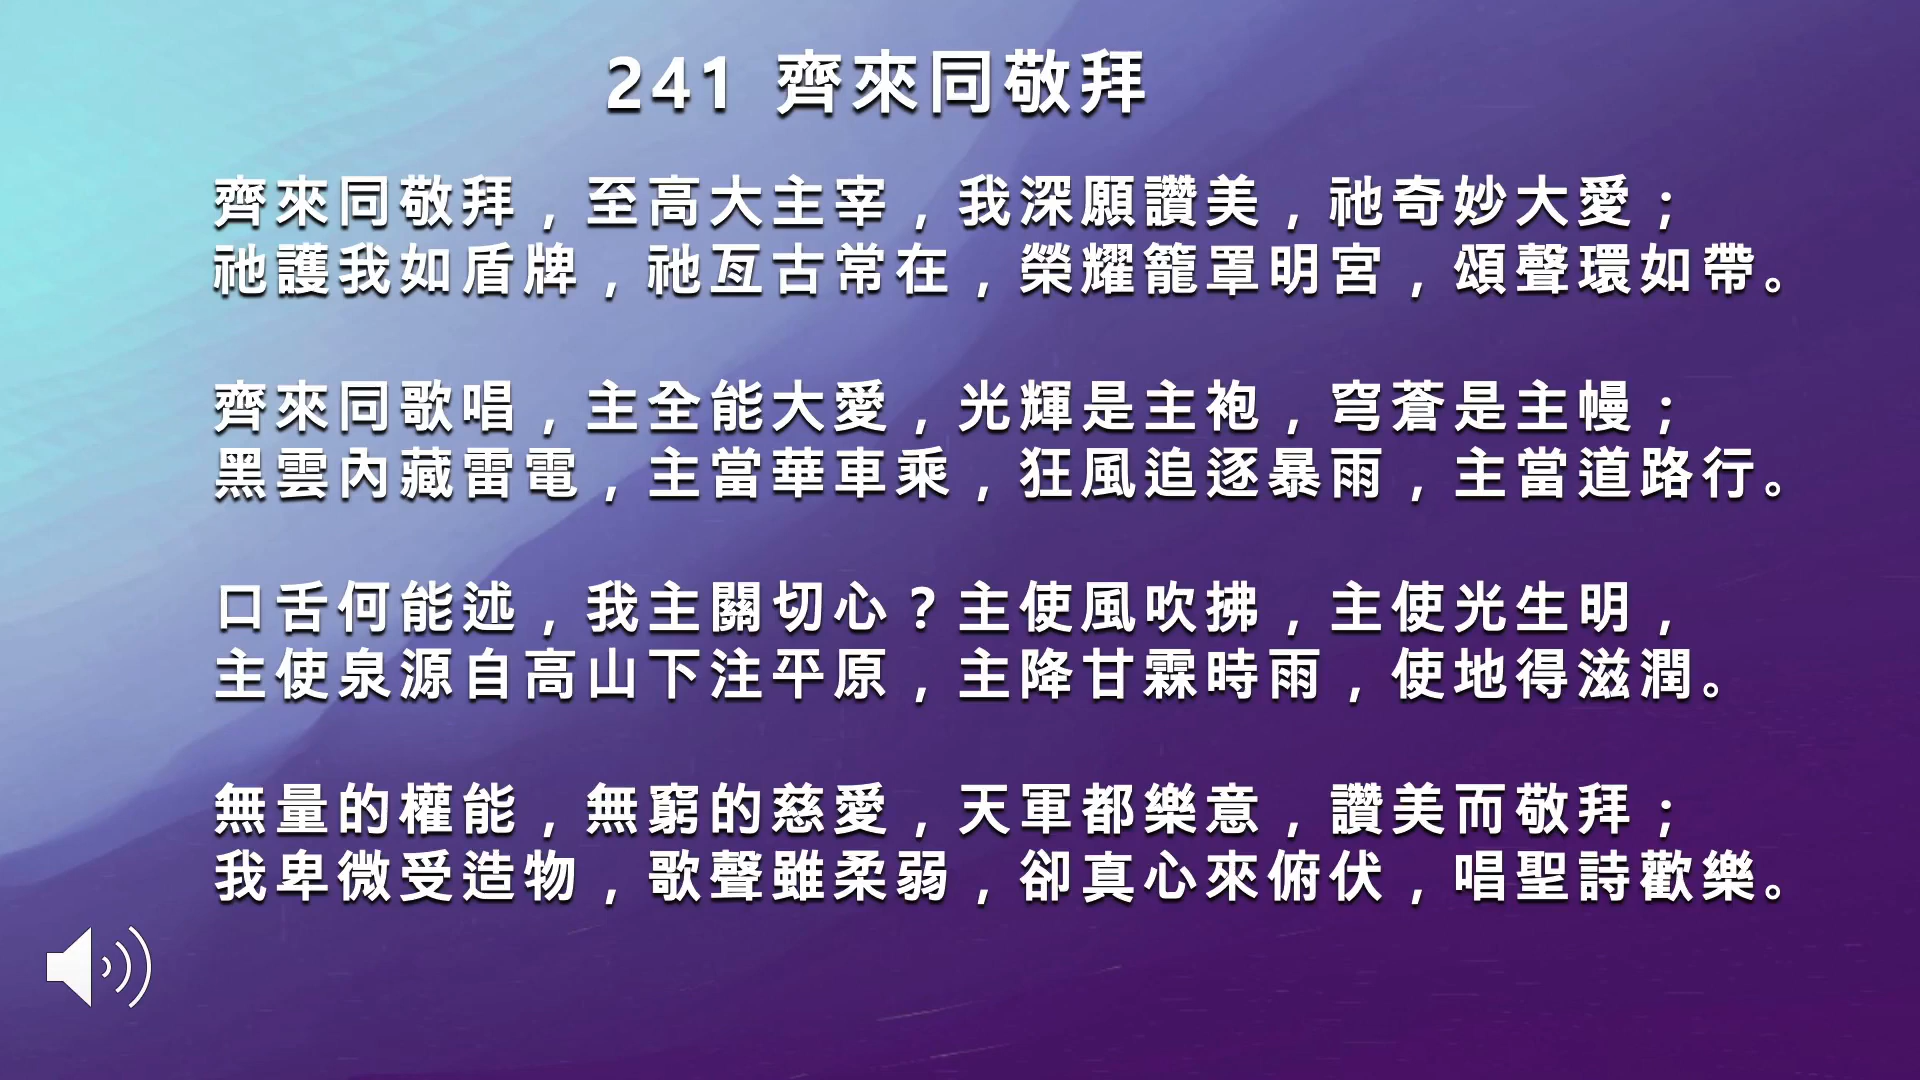 241 齊來同敬拜
齊來同敬拜，至高大主宰，我深願讚美，祂奇妙大愛；
祂護我如盾牌，祂亙古常在，榮耀籠罩明宮，頌聲環如帶。
齊來同歌唱，主全能大愛，光輝是主袍，穹蒼是主幔；
黑雲內藏雷電，主當華車乘，狂風追逐暴雨，主當道路行。
口舌何能述，我主關切心？主使風吹拂，主使光生明，
主使泉源自高山下注平原，主降甘霖時雨，使地得滋潤。
無量的權能，無窮的慈愛，天軍都樂意，讚美而敬拜；
我卑微受造物，歌聲雖柔弱，卻真心來俯伏，唱聖詩歡樂。